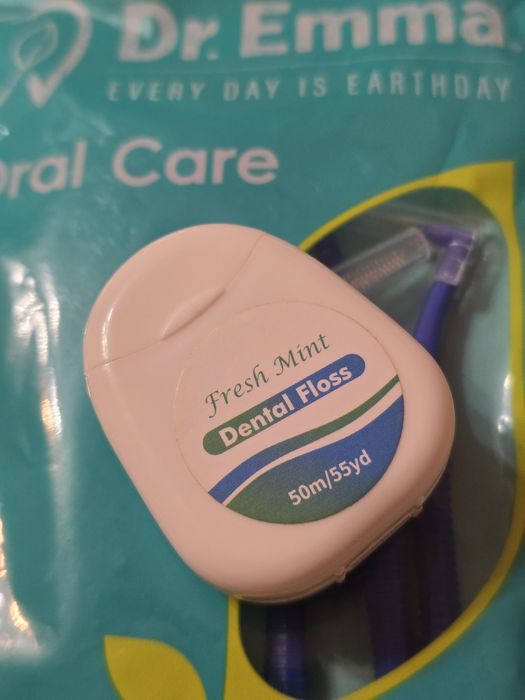 Dr. Emma
EVERY DAY IS EARTHDAY
Oral Care
Fresh Mint
Dental Floss
50m/55yd